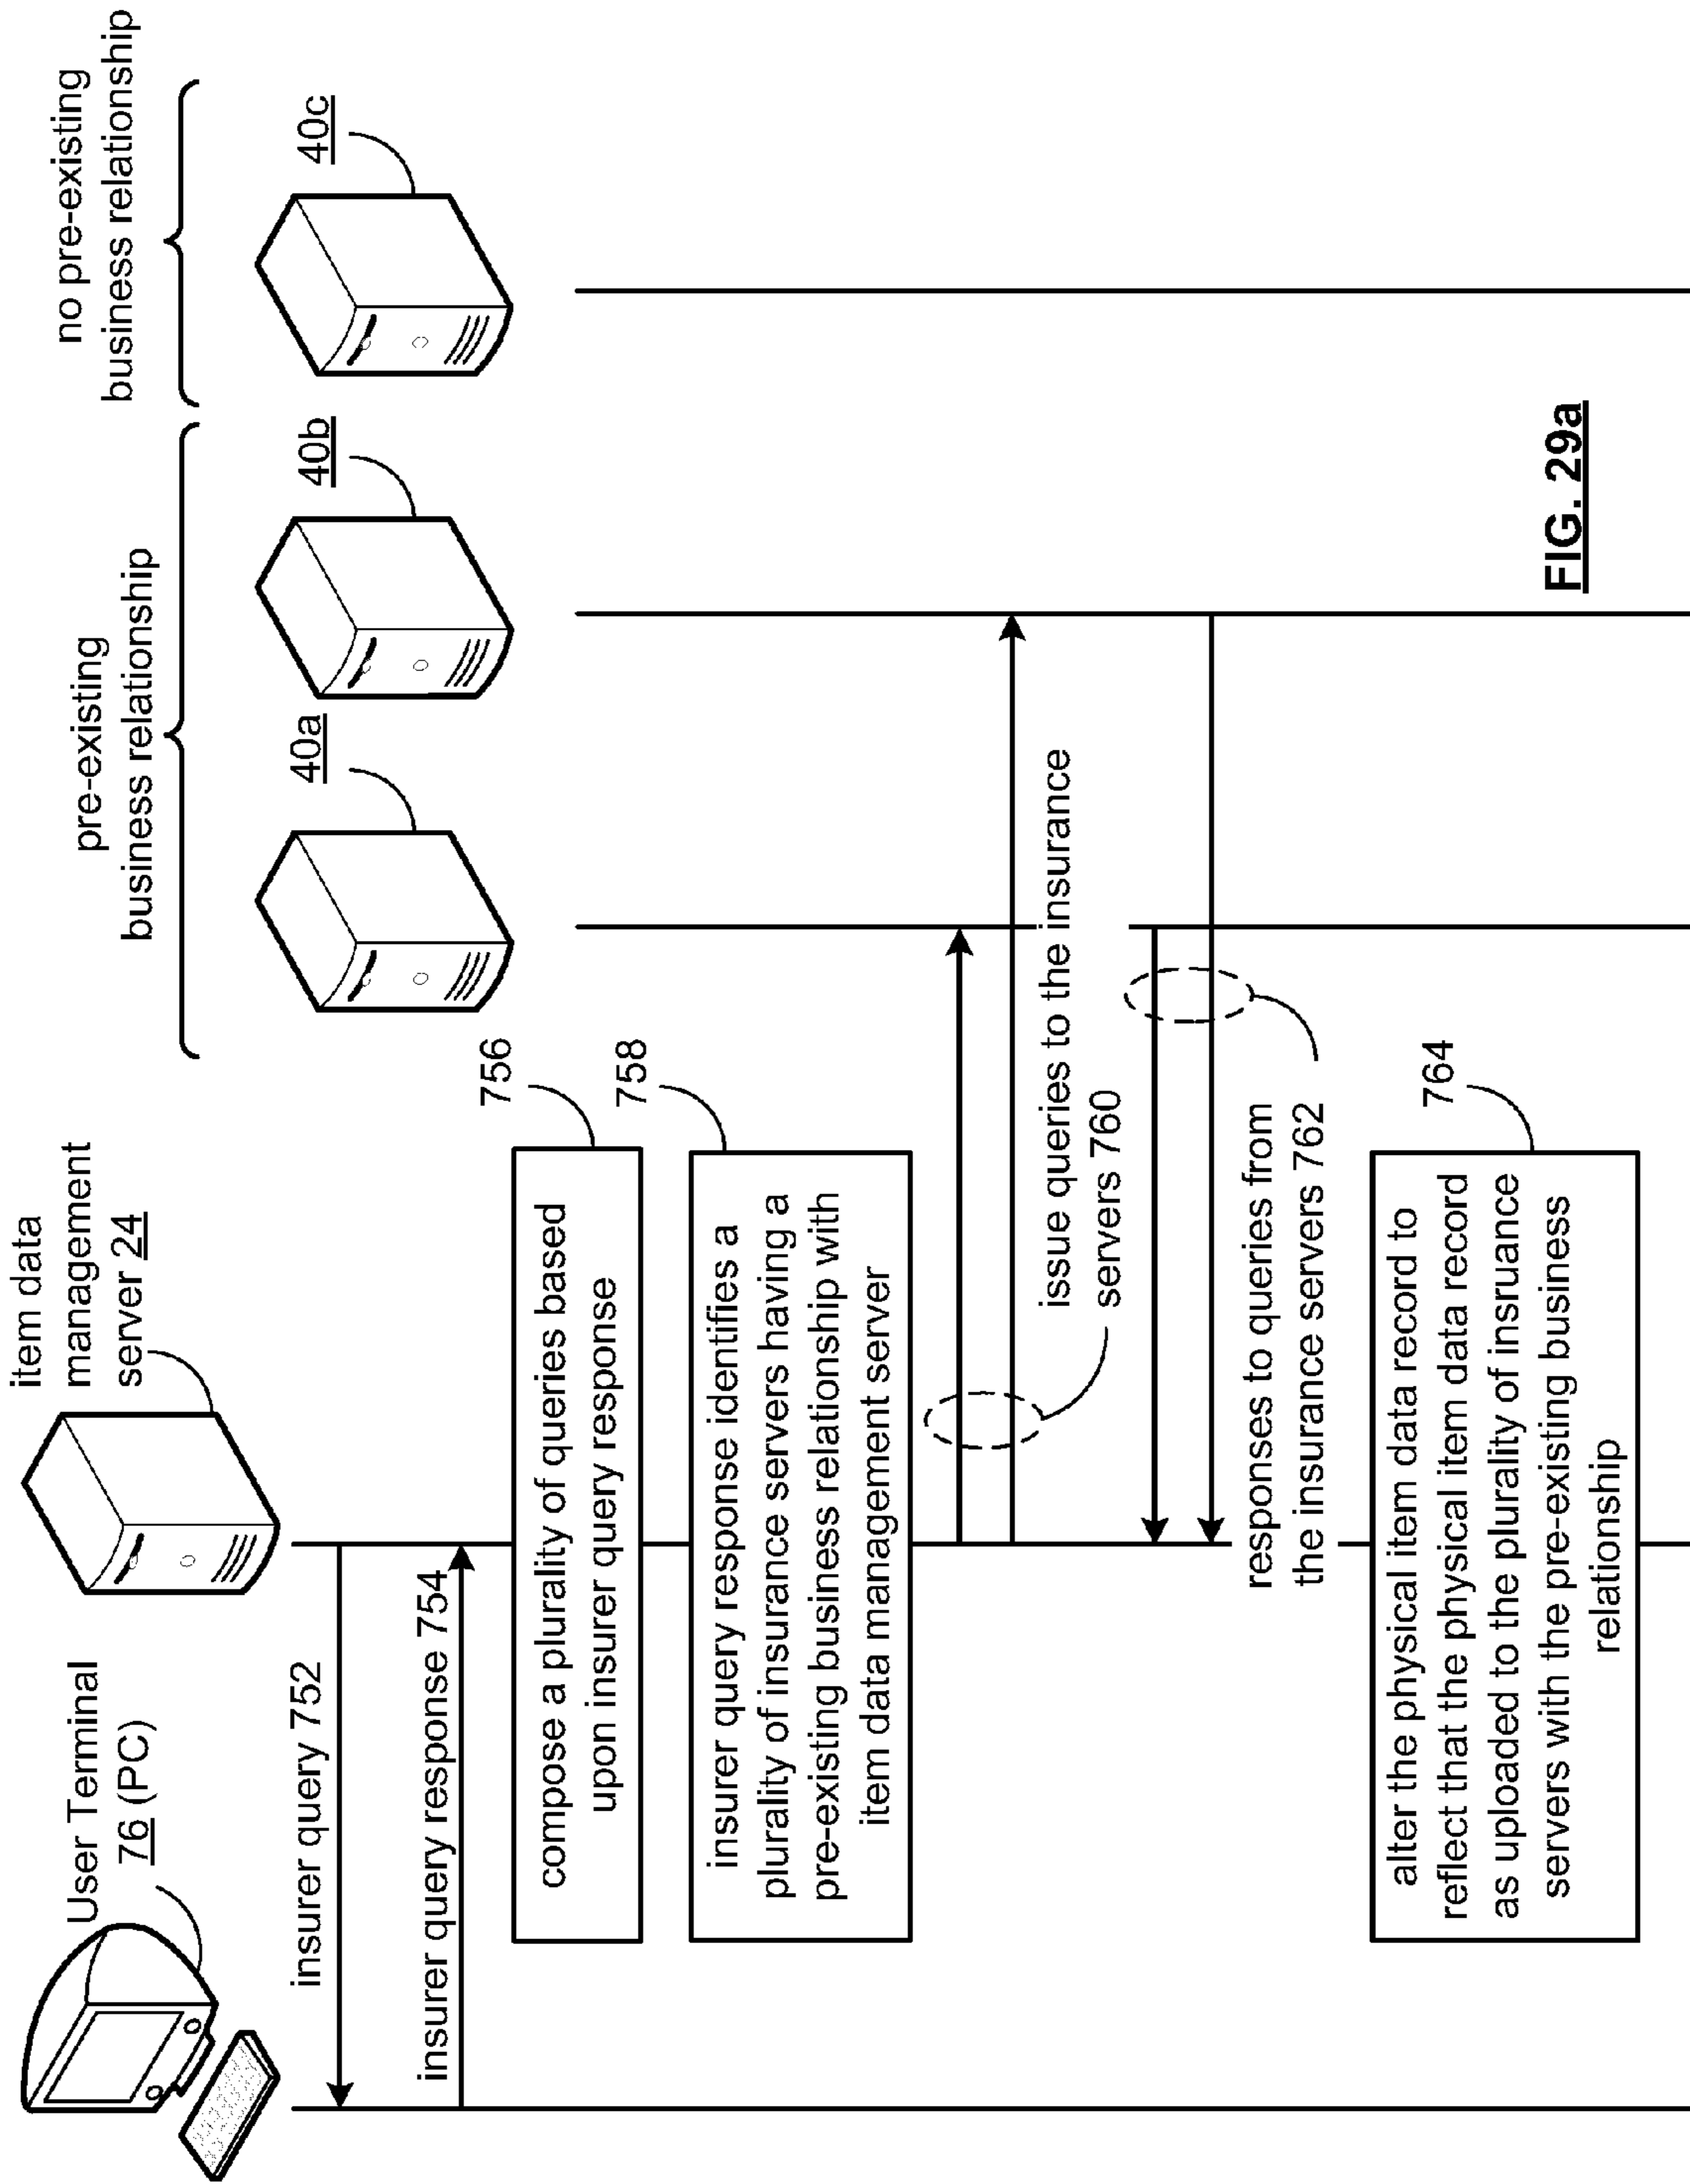 User Terminal
76 (PC)
item data
management
server 24
pre-existing
business relationship
no pre-existing
business relationship
40a
40b
40c
insurer query 752
insurer query response 754
756
compose a plurality of queries based
upon insurer query response
758
insurer query response identifies a
plurality of insurance servers having a
pre-existing business relationship with
item data management server
issue queries to the insurance
servers 760
responses to queries from
the insurance servers 762
764
alter the physical item data record to
reflect that the physical item data record
as uploaded to the plurality of insruance
servers with the pre-existing business
relationship
FIG. 29a